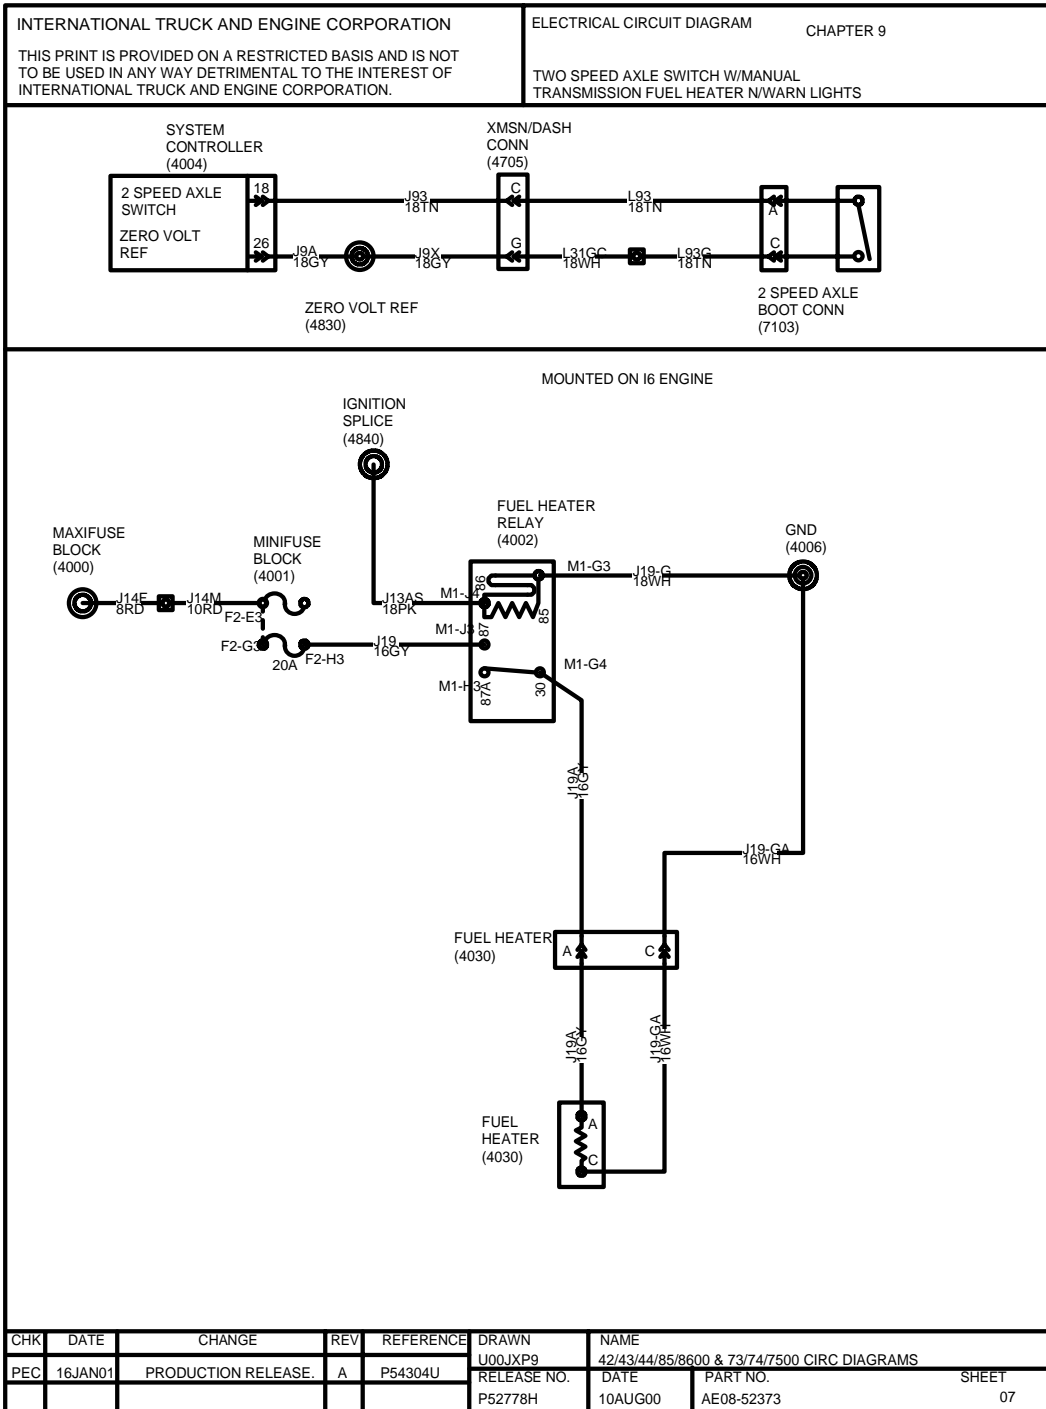 INTERNATIONAL TRUCK AND ENGINE CORPORATION
THIS PRINT IS PROVIDED ON A RESTRICTED BASIS AND IS NOT
TO BE USED IN ANY WAY DETRIMENTAL TO THE INTEREST OF
INTERNATIONAL TRUCK AND ENGINE CORPORATION.
ELECTRICAL CIRCUIT DIAGRAM
CHAPTER 9
TWO SPEED AXLE SWITCH W/MANUAL
TRANSMISSION FUEL HEATER N/WARN LIGHTS
SYSTEM
CONTROLLER
(4004)
XMSN/DASH
CONN
(4705)
2 SPEED AXLE
SWITCH
ZERO VOLT
REF
18
26
J93
18TN
C
L93
18TN
A
J9A
18GY
J9X
18GY
G
L31GC
18WH
L93G
18TN
C
ZERO VOLT REF
(4830)
2 SPEED AXLE
BOOT CONN
(7103)
MOUNTED ON I6 ENGINE
IGNITION
SPLICE
(4840)
MAXIFUSE
BLOCK
(4000)
MINIFUSE
BLOCK
(4001)
FUEL HEATER
RELAY
(4002)
GND
(4006)
J14F
8RD
J14M
10RD
F2-E3
F2-G3
20A
F2-H3
J13AS
18PK
M1-J4
J19
16GY
M1-J3
M1-H3
86
85
87
87A
30
M1-G3
J19-G
18WH
M1-G4
J19A
16GY
J19-GA
16WH
FUEL HEATER
(4030)
A
C
J19A
16GY
J19-GA
16WH
FUEL
HEATER
(4030)
A
C
CHK DATE CHANGE REV REFERENCE
PEC 16JAN01 PRODUCTION RELEASE. A P54304U
DRAWN
U00JXP9
NAME
42/43/44/85/8600 & 73/74/7500 CIRC DIAGRAMS
RELEASE NO.
P52778H
DATE
10AUG00
PART NO.
AE08-52373
SHEET
07